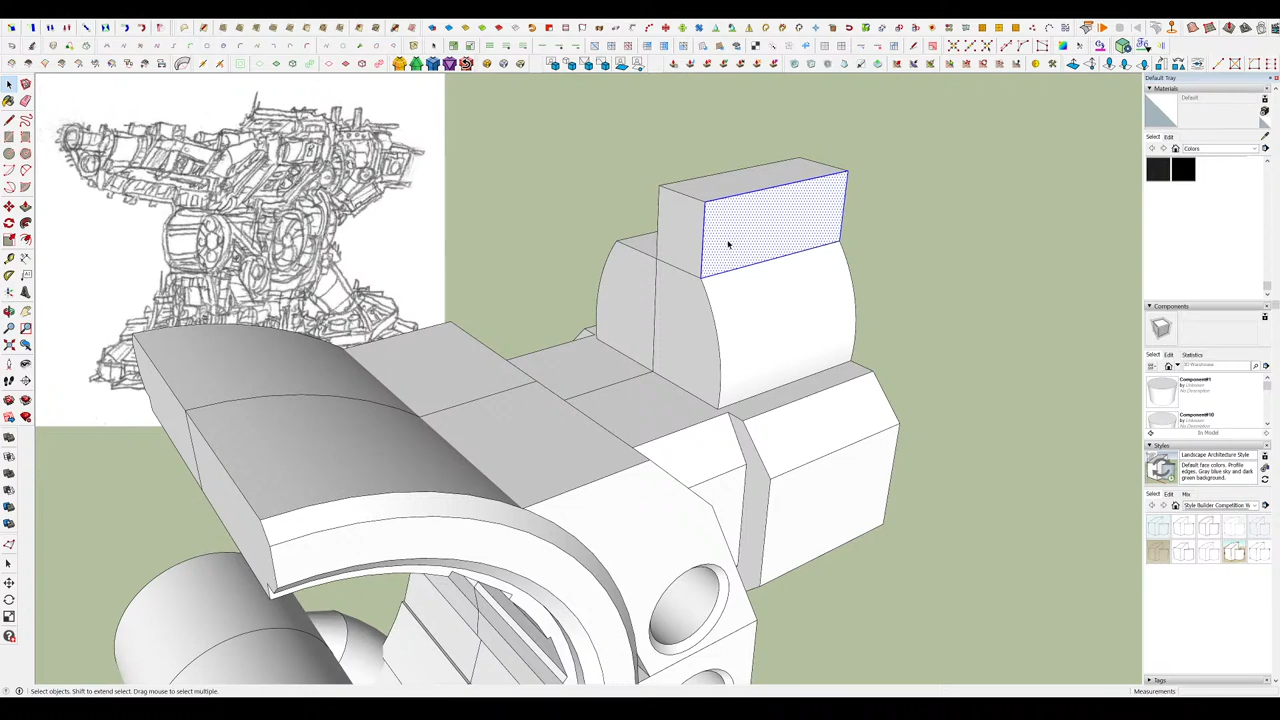 Default Tray
Materials
Default
Select Edit
Colors
Components
Select Edit Statistics
3D Warehouse
Component#1
by Unknown
No Description
Component#10
by Unknown
No Description
In Model
Styles
Landscape Architecture Style
Default face colors. Profile
edges. Gray blue sky and dark
green background.
Select Edit Mix
Style Builder Competition W
Tags
Select objects. Shift to extend select. Drag mouse to select multiple.
Measurements